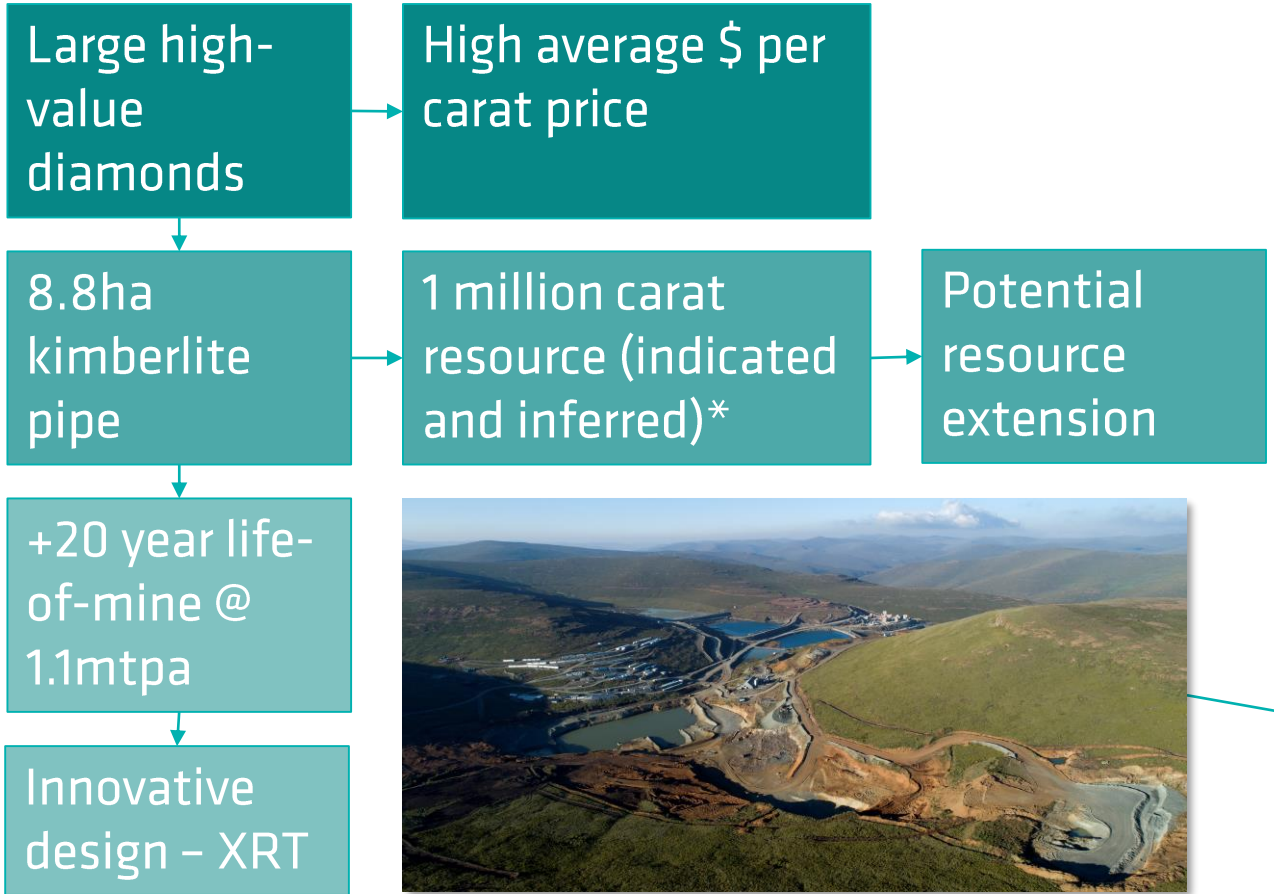 Large high-
value
diamonds
High average $ per
carat price
8.8ha
kimberlite
pipe
1 million carat
resource (indicated
and inferred)*
Potential
resource
extension
+20 year life-
of-mine @
1.1mtpa
Innovative
design – XRT